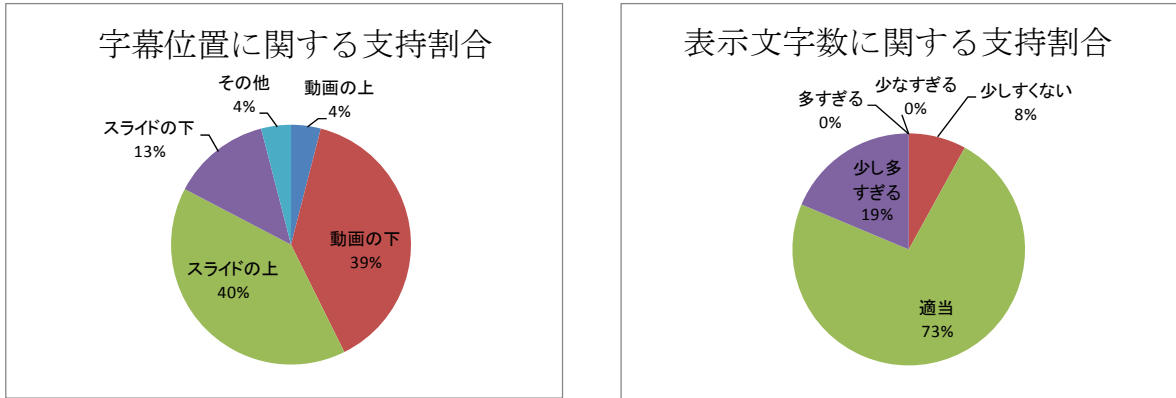 字幕位置に関する支持割合
その他
4%
動画の上
4%
スライドの下
13%
動画の下
39%
スライドの上
40%
表示文字数に関する支持割合
少なすぎる
0%
多すぎる
0%
少しすくない
8%
少し多
すぎる
19%
適当
73%